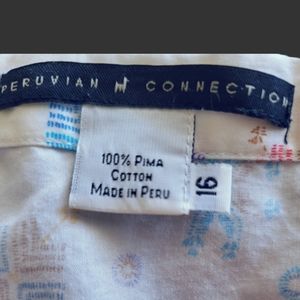 PERUVIAN CONNECTION
100% PIMA
COTTON
MADE IN PERU
16